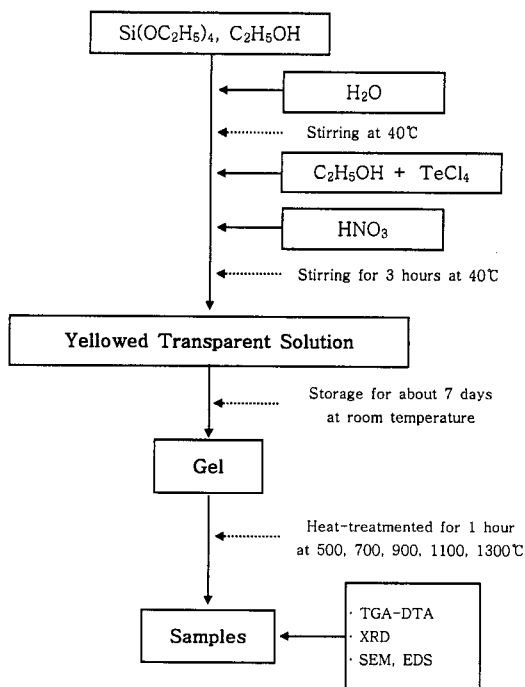 Si(OC₂H₅)₄, C₂H₅OH
H₂O
Stirring at 40℃
C₂H₅OH + TeCl₄
HNO₃
Stirring for 3 hours at 40℃
Yellowed Transparent Solution
Storage for about 7 days
at room temperature
Gel
Heat-treatmented for 1 hour
at 500, 700, 900, 1100, 1300℃
· TGA-DTA
Samples
· XRD
· SEM, EDS